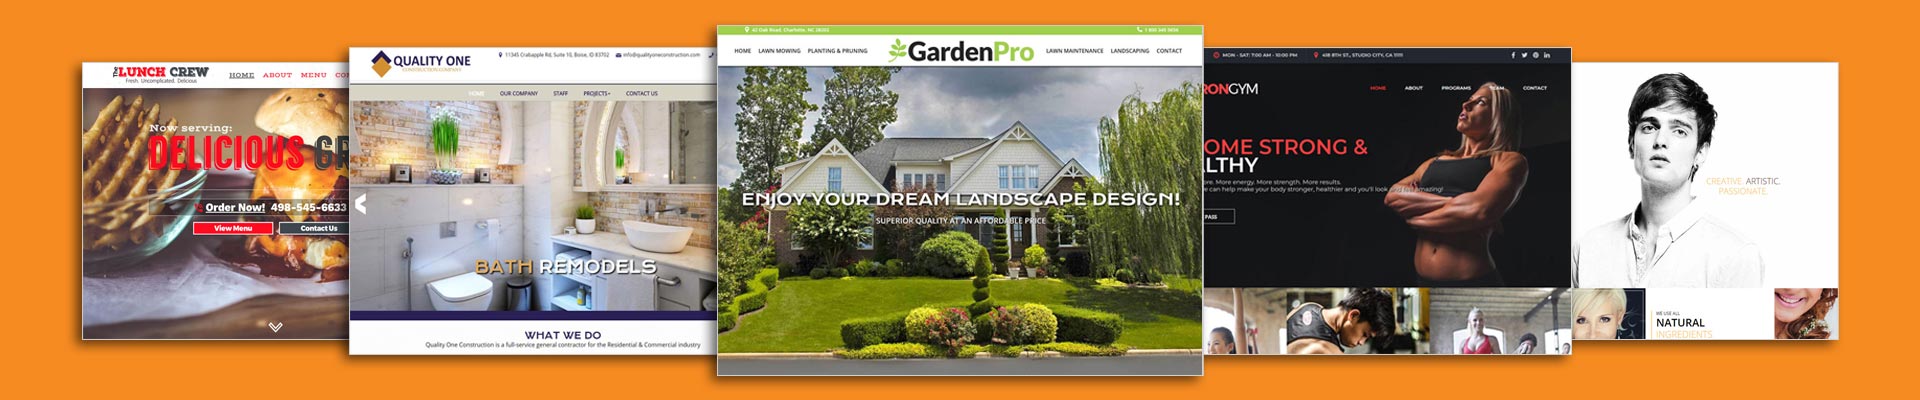 The LUNCH CREW
Fresh. Uncomplicated. Delicious
HOME ABOUT MENU
Now serving:
DELICIOUS
Order Now! 498-545-6633
View Menu Contact Us
QUALITY ONE
CONSTRUCTION COMPANY
11345 Crabapple Rd, Suite 10, Boise, ID 83702 info@qualityoneconstruction.com
HOME OUR COMPANY STAFF PROJECTS CONTACT US
BATH REMODELS
WHAT WE DO
Quality One Construction is a full-service general contractor for the Residential & Commercial industry
42 Oak Road, Charlotte, NC 28202 1 800 345 5656
HOME LAWN MOWING PLANTING & PRUNING GardenPro LAWN MAINTENANCE LANDSCAPING CONTACT
ENJOY YOUR DREAM LANDSCAPE DESIGN!
SUPERIOR QUALITY AT AN AFFORDABLE PRICE
MON - SAT: 7:00 AM - 10:00 PM 418 8TH ST., STUDIO CITY, CA 11111
RONGYM
HOME ABOUT PROGRAMS TEAM CONTACT
OME STRONG &
ALTHY
ore. More energy. More strength. More results.
e can help make your body stronger, healthier and you'll look and feel amazing!
PASS
CREATIVE. ARTISTIC.
PASSIONATE.
WE USE ALL
NATURAL
INGREDIENTS